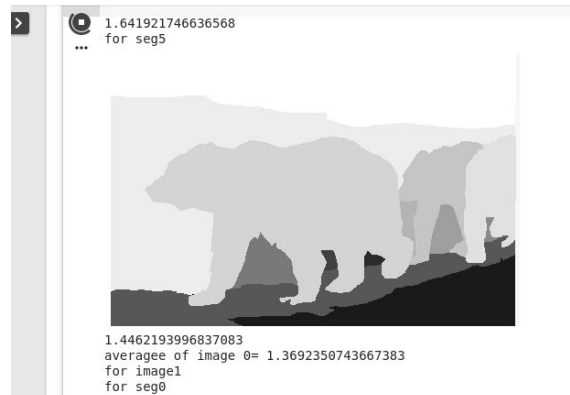 1.641921746636568
for seg5
1.4462193996837083
averagee of image 0= 1.3692350743667383
for image1
for seg0